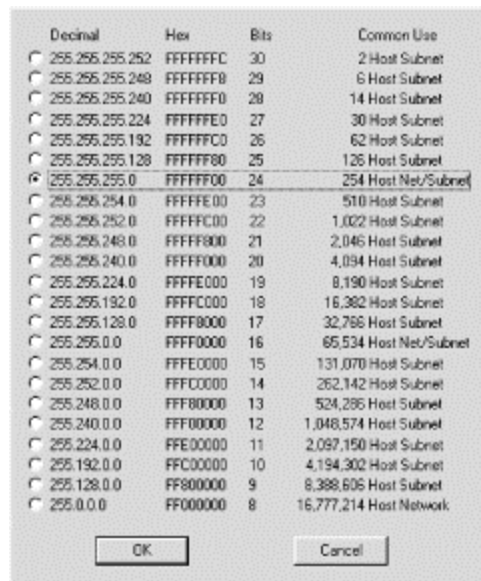 Decimal Hex Bits Common Use
255.255.255.252 FFFFFFFC 30 2 Host Subnet
255.255.255.248 FFFFFFF8 29 6 Host Subnet
255.255.255.240 FFFFFFF0 28 14 Host Subnet
255.255.255.224 FFFFFFE0 27 30 Host Subnet
255.255.255.192 FFFFFFC0 26 62 Host Subnet
255.255.255.128 FFFFFF80 25 126 Host Subnet
255.255.255.0 FFFFFF00 24 254 Host Net/Subnet
255.255.254.0 FFFFFE00 23 510 Host Subnet
255.255.252.0 FFFFFC00 22 1,022 Host Subnet
255.255.248.0 FFFFF800 21 2,046 Host Subnet
255.255.240.0 FFFFF000 20 4,094 Host Subnet
255.255.224.0 FFFFE000 19 8,190 Host Subnet
255.255.192.0 FFFFC000 18 16,382 Host Subnet
255.255.128.0 FFFF8000 17 32,766 Host Subnet
255.255.0.0 FFFF0000 16 65,534 Host Net/Subnet
255.254.0.0 FFFE0000 15 131,070 Host Subnet
255.252.0.0 FFFC0000 14 262,142 Host Subnet
255.248.0.0 FFF80000 13 524,286 Host Subnet
255.240.0.0 FFF00000 12 1,048,574 Host Subnet
255.224.0.0 FFE00000 11 2,097,150 Host Subnet
255.192.0.0 FFC00000 10 4,194,302 Host Subnet
255.128.0.0 FF800000 9 8,388,606 Host Subnet
255.0.0.0 FF000000 8 16,777,214 Host Network
OK Cancel